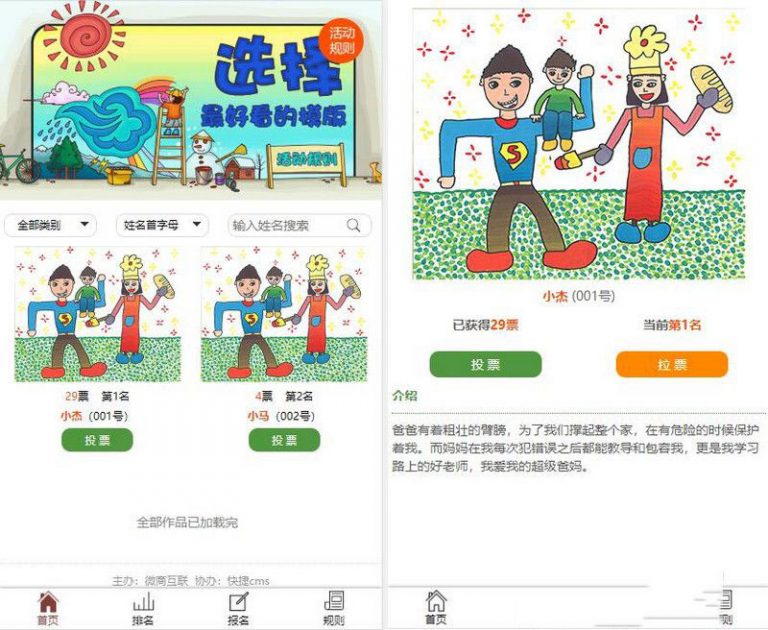 活动
规则
选择
最好看的模版
活动规则
全部类别
姓名首字母
输入姓名搜索
29票 第1名
小杰（001号）
投票
4票 第2名
小马（002号）
投票
全部作品已加载完
主办：微商互联 协办：快捷cms
首页
排名
报名
规则
S
小杰 (001号)
已获得29票
当前第1名
投票
拉票
介绍
爸爸有着粗壮的臂膀，为了我们撑起整个家，在有危险的时候保护
着我。而妈妈在我每次犯错误之后都能教导和包容我，更是我学习
路上的好老师，我爱我的超级爸妈。
首页
则